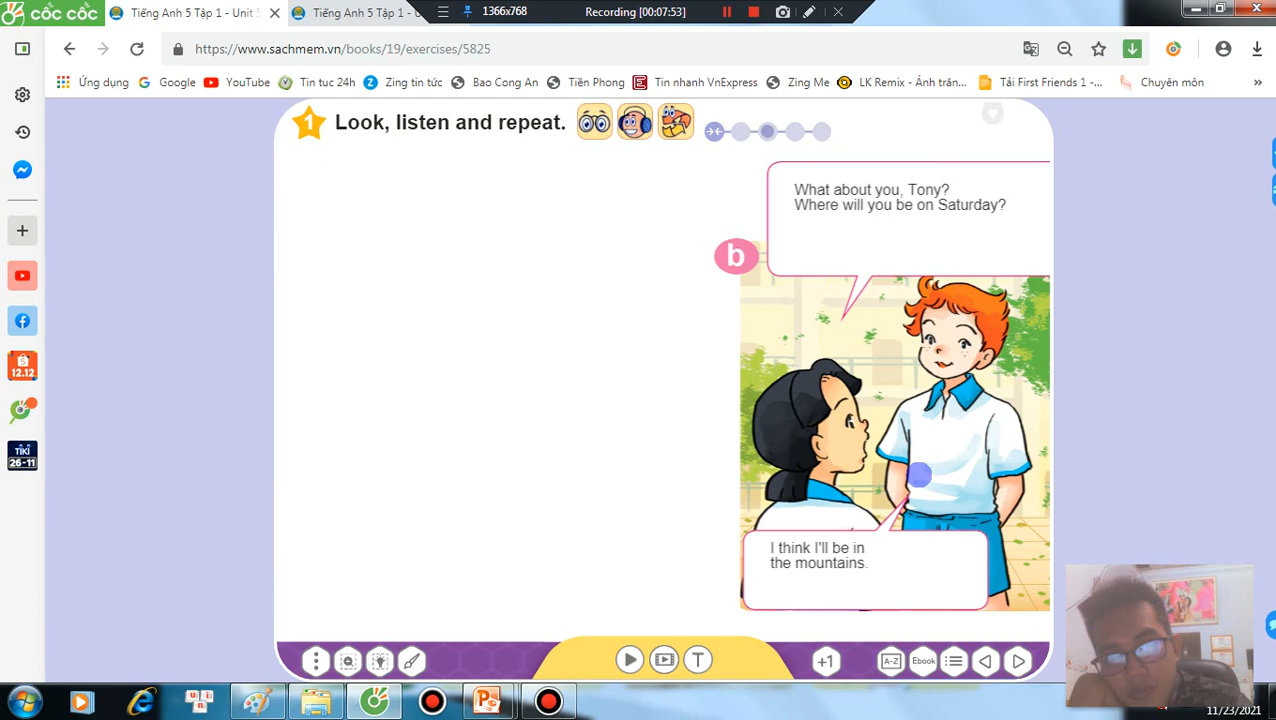 cốc cốc
Tiếng Anh 5 Tập 1 - Unit 5
Tiếng Anh 5 Tập 1 - U
1366x768
Recording [00:07:53]
https://www.sachmem.vn/books/19/exercises/5825
Ứng dụng
Google
YouTube
Tin tuc 24h
Zing tin tức
Bao Cong An
Tiền Phong
Tin nhanh VnExpress
Zing Me
LK Remix - Ảnh trăn...
Tải First Friends 1 -...
Chuyên môn
»
1
Look, listen and repeat.
What about you, Tony?
Where will you be on Saturday?
b
I think I'll be in
the mountains.
12.12
TIKI
26-11
T
+1
A-Z
Ebook
11/23/2021